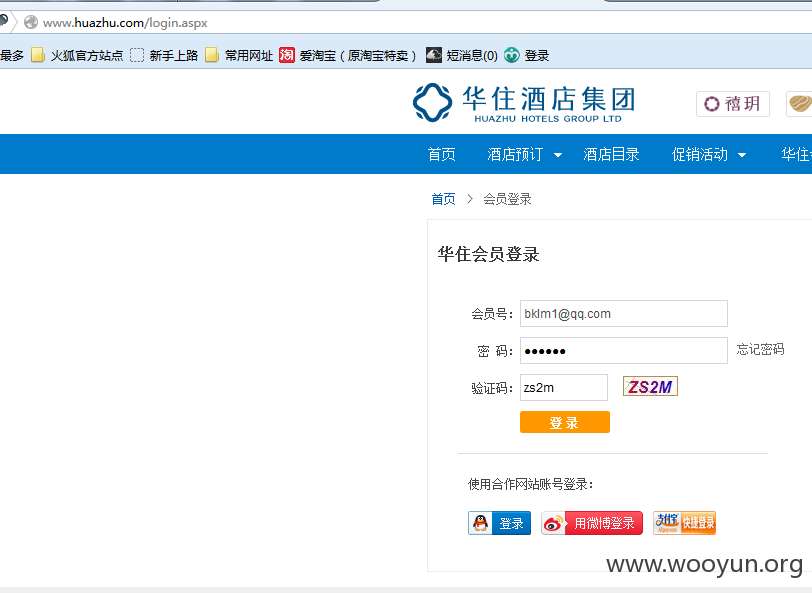 www.huazhu.com/login.aspx
最多 火狐官方站点 新手上路 常用网址 淘 爱淘宝（原淘宝特卖） 短消息(0) 登录
华住酒店集团
HUAZHU HOTELS GROUP LTD
禧玥
首页 酒店预订 酒店目录 促销活动 华住
首页 > 会员登录
华住会员登录
会员号： bklm1@qq.com
密 码： ●●●●●● 忘记密码
验证码： zs2m ZS2M
登 录
使用合作网站账号登录：
登录 用微博登录 支付宝 快捷登录
www.wooyun.org